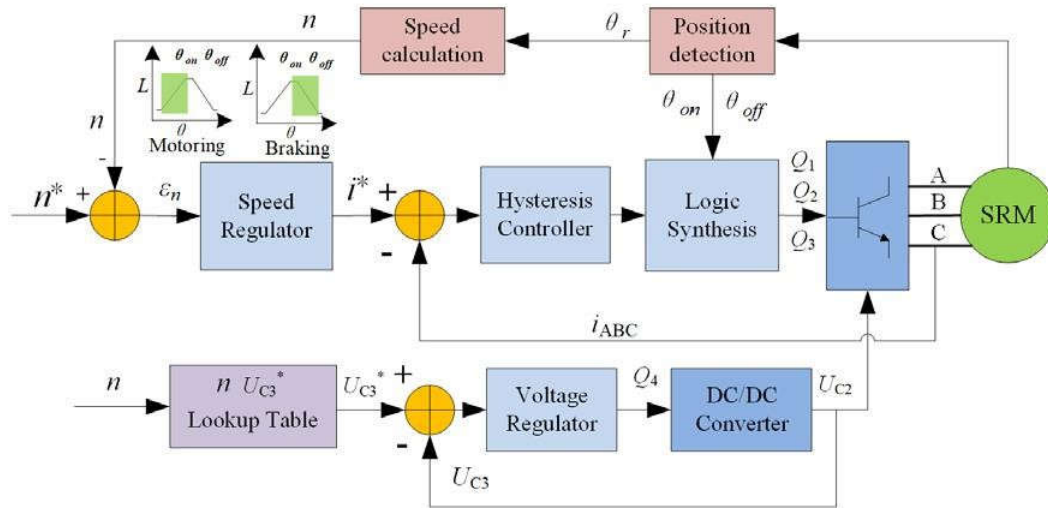 n
Speed
calculation
θr
Position
detection
θon θoff
θon θoff
L
L
θ
θ
Motoring
Braking
n
-
θon
θoff
n* +
εn
Speed
Regulator
i* +
-
Hysteresis
Controller
Logic
Synthesis
Q1
Q2
Q3
A
B
C
SRM
iABC
n
n UC3*
Lookup Table
UC3*
+
-
Voltage
Regulator
Q4
DC/DC
Converter
UC2
UC3